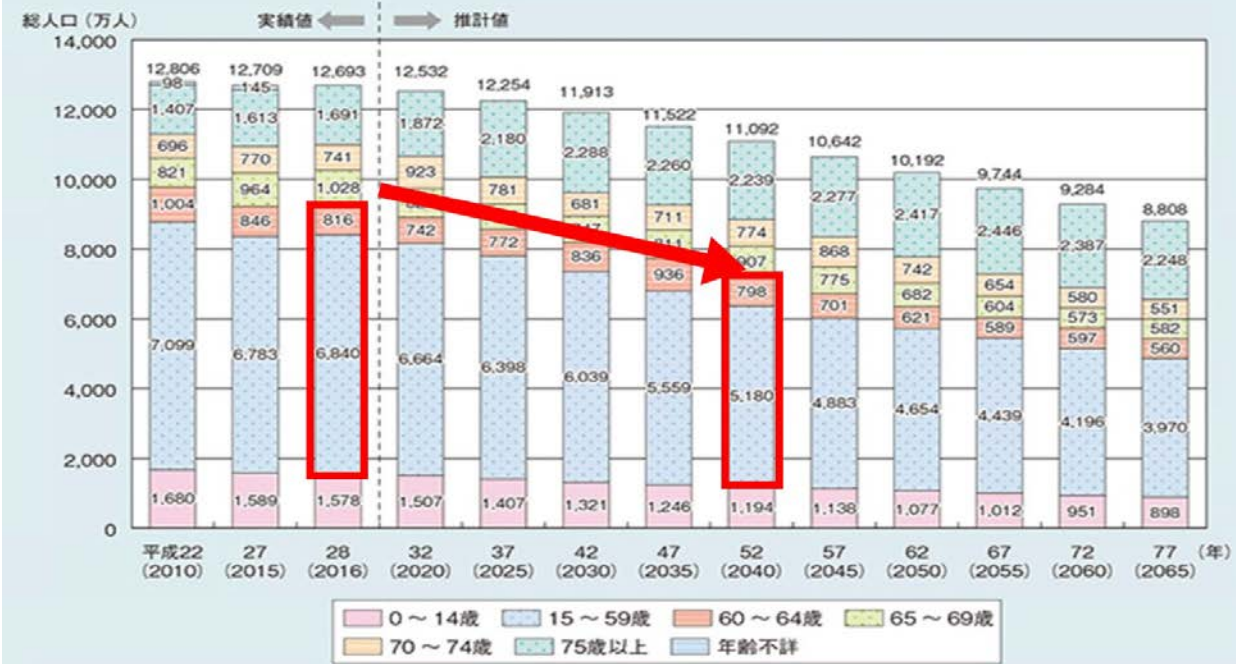 総人口（万人）
実績値 推計値
14,000
12,000
10,000
8,000
6,000
4,000
2,000
0
12,806 12,709 12,693 12,532 12,254 11,913 11,522 11,092 10,642 10,192 9,744 9,284 8,808
98 145
1,407 1,613 1,691 1,872 2,180 2,288 2,260 2,239 2,277 2,417 2,446 2,387 2,248
696 770 741 923 781 681 711 774 868 742 654 580 551
821 964 1,028 907 775 682 604 573 582
1,004 846 816 742 772 836 936 798 701 621 589 597 560
7,099 6,783 6,840 6,664 6,398 6,039 5,559 5,180 4,883 4,654 4,439 4,196 3,970
1,680 1,589 1,578 1,507 1,407 1,321 1,246 1,194 1,138 1,077 1,012 951 898
平成22 27 28 32 37 42 47 52 57 62 67 72 77 （年）
(2010) (2015) (2016) (2020) (2025) (2030) (2035) (2040) (2045) (2050) (2055) (2060) (2065)
0～14歳 15～59歳 60～64歳 65～69歳
70～74歳 75歳以上 年齢不詳